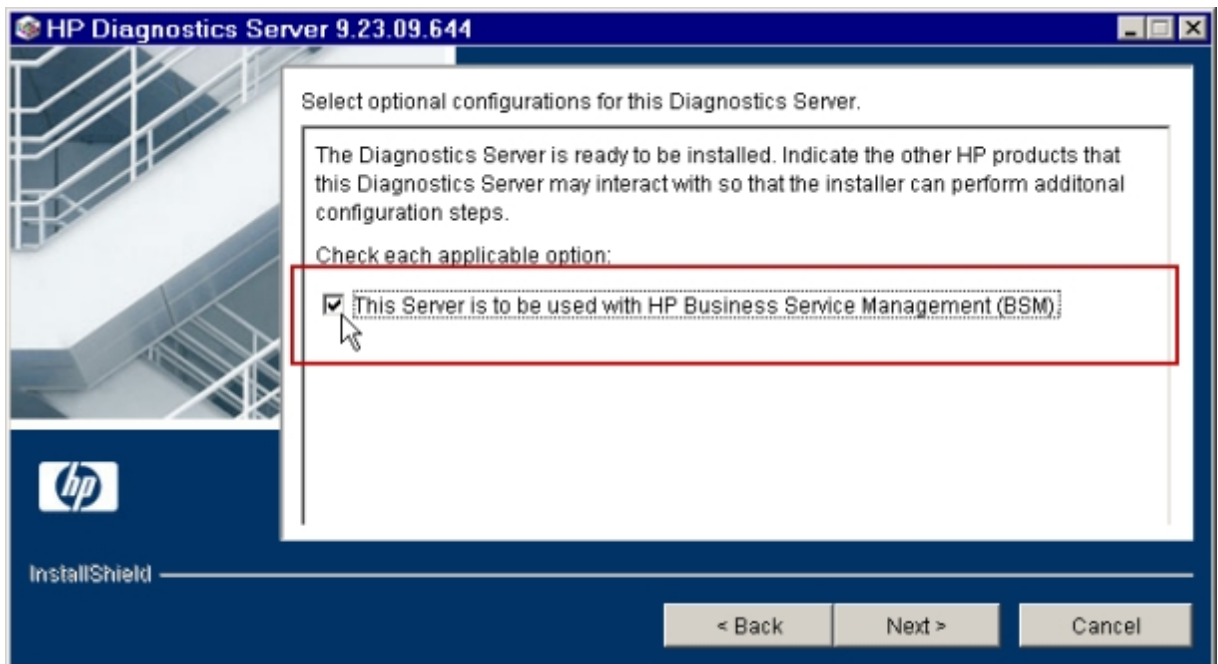 HP Diagnostics Server 9.23.09.644
Select optional configurations for this Diagnostics Server.
The Diagnostics Server is ready to be installed. Indicate the other HP products that
this Diagnostics Server may interact with so that the installer can perform additonal
configuration steps.
Check each applicable option:
This Server is to be used with HP Business Service Management (BSM).
hp
InstallShield
< Back
Next >
Cancel